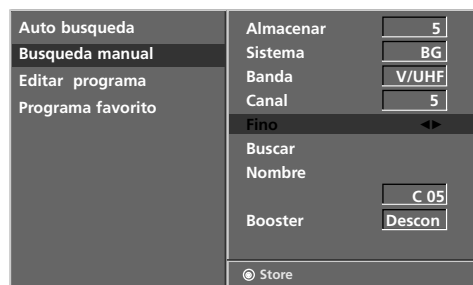 Auto busqueda
Busqueda manual
Editar programa
Programa favorito
Almacenar 5
Sistema BG
Banda V/UHF
Canal 5
Fino ◀▶
Buscar
Nombre
C 05
Booster Descon
Store